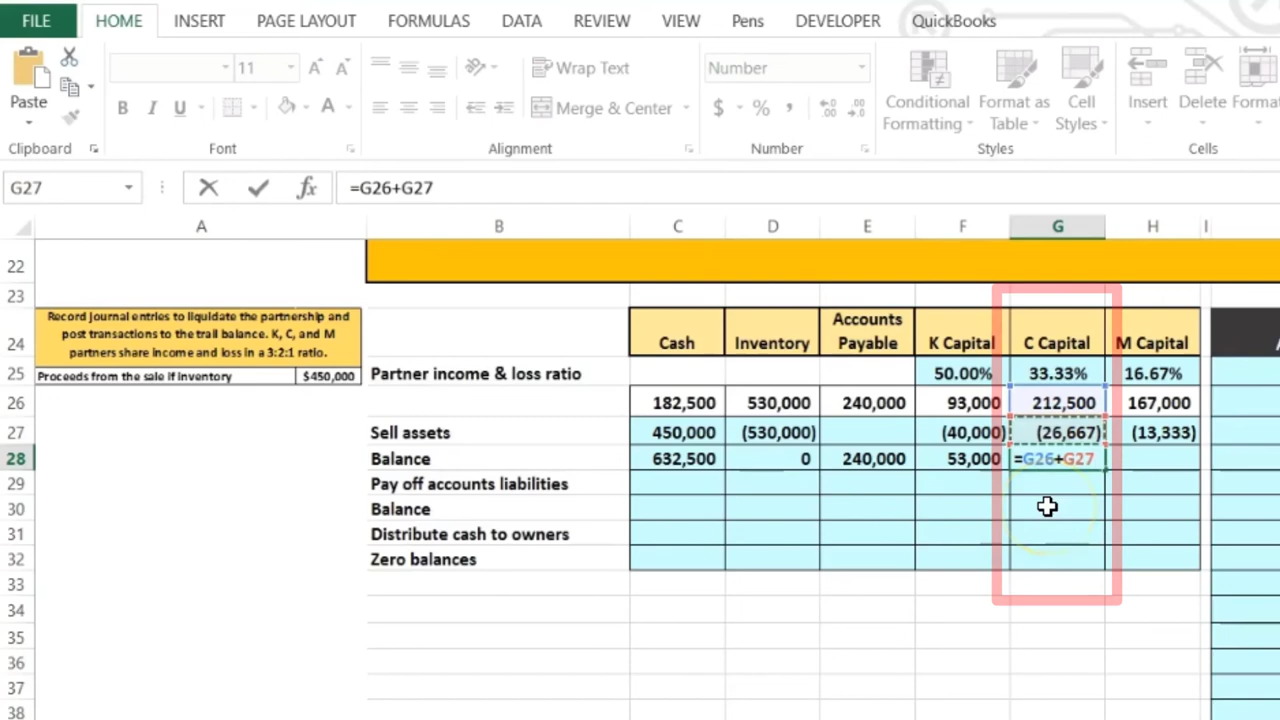 FILE HOME INSERT PAGE LAYOUT FORMULAS DATA REVIEW VIEW Pens DEVELOPER QuickBooks
11 A A Wrap Text Number
Paste B I U A Merge & Center $ % , Conditional Formatting Format as Table Cell Styles Insert Delete Format
Clipboard Font Alignment Number Styles Cells
G27 fx =G26+G27
A B C D E F G H I
22
23
24 Record journal entries to liquidate the partnership and
post transactions to the trail balance. K, C, and M
partners share income and loss in a 3:2:1 ratio.
Cash Inventory Accounts Payable K Capital C Capital M Capital
25 Proceeds from the sale if inventory $450,000 Partner income & loss ratio 50.00% 33.33% 16.67%
26 182,500 530,000 240,000 93,000 212,500 167,000
27 Sell assets 450,000 (530,000) (40,000) (26,667) (13,333)
28 Balance 632,500 0 240,000 53,000 =G26+G27
29 Pay off accounts liabilities
30 Balance
31 Distribute cash to owners
32 Zero balances
33
34
35
36
37
38